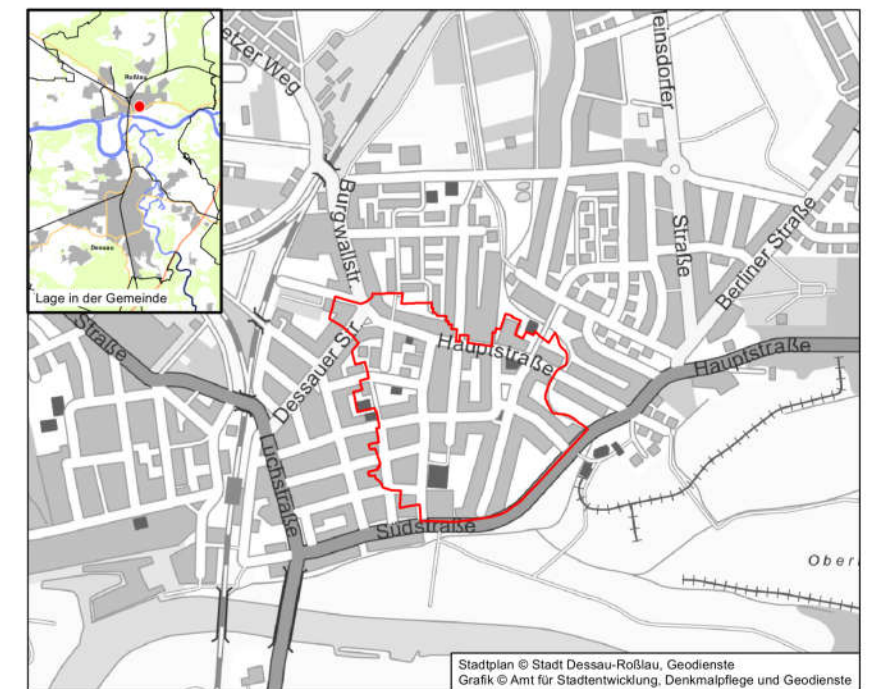 Roßlau
Dessau
Lage in der Gemeinde
etzer Weg
einsdorfer
Burgwallstr.
Straße
Berliner Straße
Straße
Dessauer Str.
Hauptstraße
Hauptstraße
Luchstraße
Südstraße
Ober
Stadtplan © Stadt Dessau-Roßlau, Geodienste
Grafik © Amt für Stadtentwicklung, Denkmalpflege und Geodienste